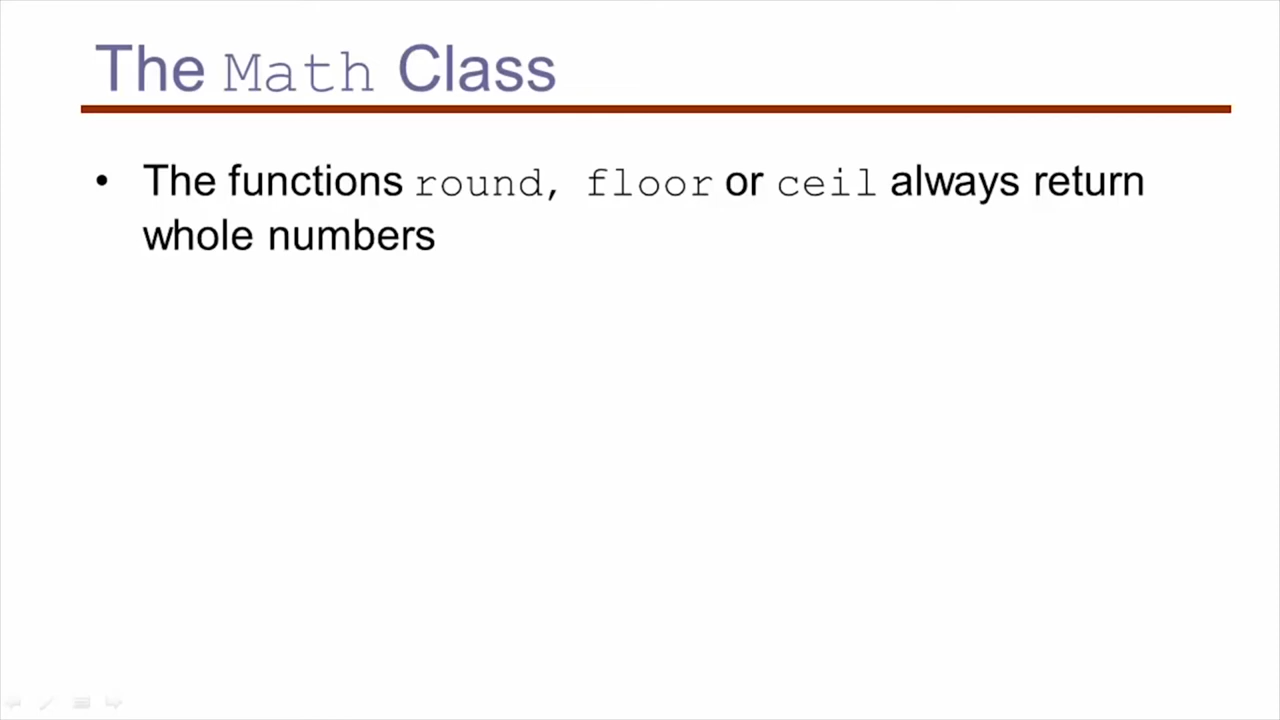 The Math Class
• The functions round, floor or ceil always return
whole numbers